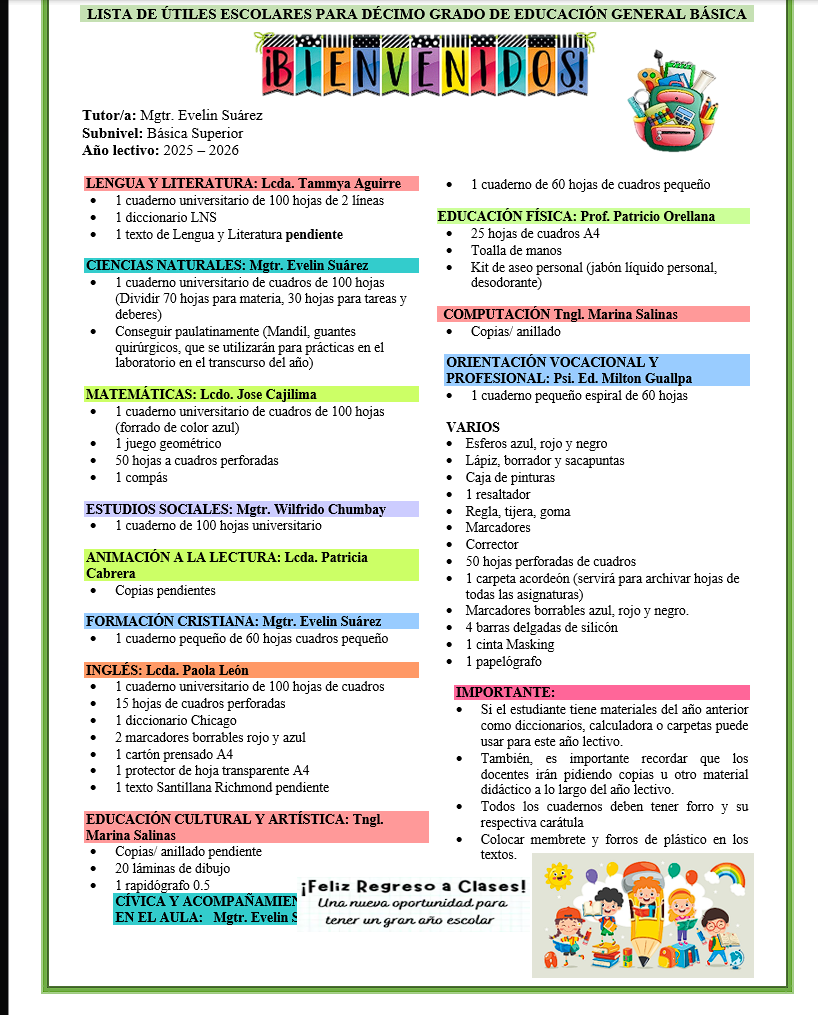 LISTA DE ÚTILES ESCOLARES PARA DÉCIMO GRADO DE EDUCACIÓN GENERAL BÁSICA
¡BIENVENIDOS!
Tutor/a: Mgtr. Evelin Suárez
Subnivel: Básica Superior
Año lectivo: 2025 – 2026
LENGUA Y LITERATURA: Lcda. Tammya Aguirre
• 1 cuaderno universitario de 100 hojas de 2 líneas
• 1 diccionario LNS
• 1 texto de Lengua y Literatura pendiente
CIENCIAS NATURALES: Mgtr. Evelin Suárez
• 1 cuaderno universitario de cuadros de 100 hojas
(Dividir 70 hojas para materia, 30 hojas para tareas y
deberes)
• Conseguir paulatinamente (Mandil, guantes
quirúrgicos, que se utilizarán para prácticas en el
laboratorio en el transcurso del año)
MATEMÁTICAS: Lcdo. Jose Cajilima
• 1 cuaderno universitario de cuadros de 100 hojas
(forrado de color azul)
• 1 juego geométrico
• 50 hojas a cuadros perforadas
• 1 compás
ESTUDIOS SOCIALES: Mgtr. Wilfrido Chumbay
• 1 cuaderno de 100 hojas universitario
ANIMACIÓN A LA LECTURA: Lcda. Patricia
Cabrera
• Copias pendientes
FORMACIÓN CRISTIANA: Mgtr. Evelin Suárez
• 1 cuaderno pequeño de 60 hojas cuadros pequeño
INGLÉS: Lcda. Paola León
• 1 cuaderno universitario de 100 hojas de cuadros
• 15 hojas de cuadros perforadas
• 1 diccionario Chicago
• 2 marcadores borrables rojo y azul
• 1 cartón prensado A4
• 1 protector de hoja transparente A4
• 1 texto Santillana Richmond pendiente
EDUCACIÓN CULTURAL Y ARTÍSTICA: Tngl.
Marina Salinas
• Copias/ anillado pendiente
• 20 láminas de dibujo
• 1 rapidógrafo 0.5
CÍVICA Y ACOMPAÑAMIEN
EN EL AULA: Mgtr. Evelin S
• 1 cuaderno de 60 hojas de cuadros pequeño
EDUCACIÓN FÍSICA: Prof. Patricio Orellana
• 25 hojas de cuadros A4
• Toalla de manos
• Kit de aseo personal (jabón líquido personal,
desodorante)
COMPUTACIÓN Tngl. Marina Salinas
• Copias/ anillado
ORIENTACIÓN VOCACIONAL Y
PROFESIONAL: Psi. Ed. Milton Guallpa
• 1 cuaderno pequeño espiral de 60 hojas
VARIOS
• Esferos azul, rojo y negro
• Lápiz, borrador y sacapuntas
• Caja de pinturas
• 1 resaltador
• Regla, tijera, goma
• Marcadores
• Corrector
• 50 hojas perforadas de cuadros
• 1 carpeta acordeón (servirá para archivar hojas de
todas las asignaturas)
• Marcadores borrables azul, rojo y negro.
• 4 barras delgadas de silicón
• 1 cinta Masking
• 1 papelógrafo
IMPORTANTE:
• Si el estudiante tiene materiales del año anterior
como diccionarios, calculadora o carpetas puede
usar para este año lectivo.
• También, es importante recordar que los
docentes irán pidiendo copias u otro material
didáctico a lo largo del año lectivo.
• Todos los cuadernos deben tener forro y su
respectiva carátula
• Colocar membrete y forros de plástico en los
textos.
¡Feliz Regreso a Clases!
Una nueva oportunidad para
tener un gran año escolar